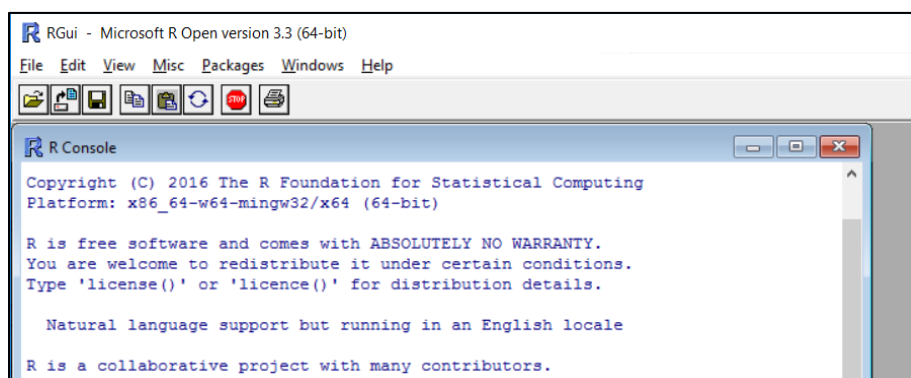 RGui - Microsoft R Open version 3.3 (64-bit)
File Edit View Misc Packages Windows Help
STOP
R Console
Copyright (C) 2016 The R Foundation for Statistical Computing
Platform: x86_64-w64-mingw32/x64 (64-bit)
R is free software and comes with ABSOLUTELY NO WARRANTY.
You are welcome to redistribute it under certain conditions.
Type 'license()' or 'licence()' for distribution details.
Natural language support but running in an English locale
R is a collaborative project with many contributors.